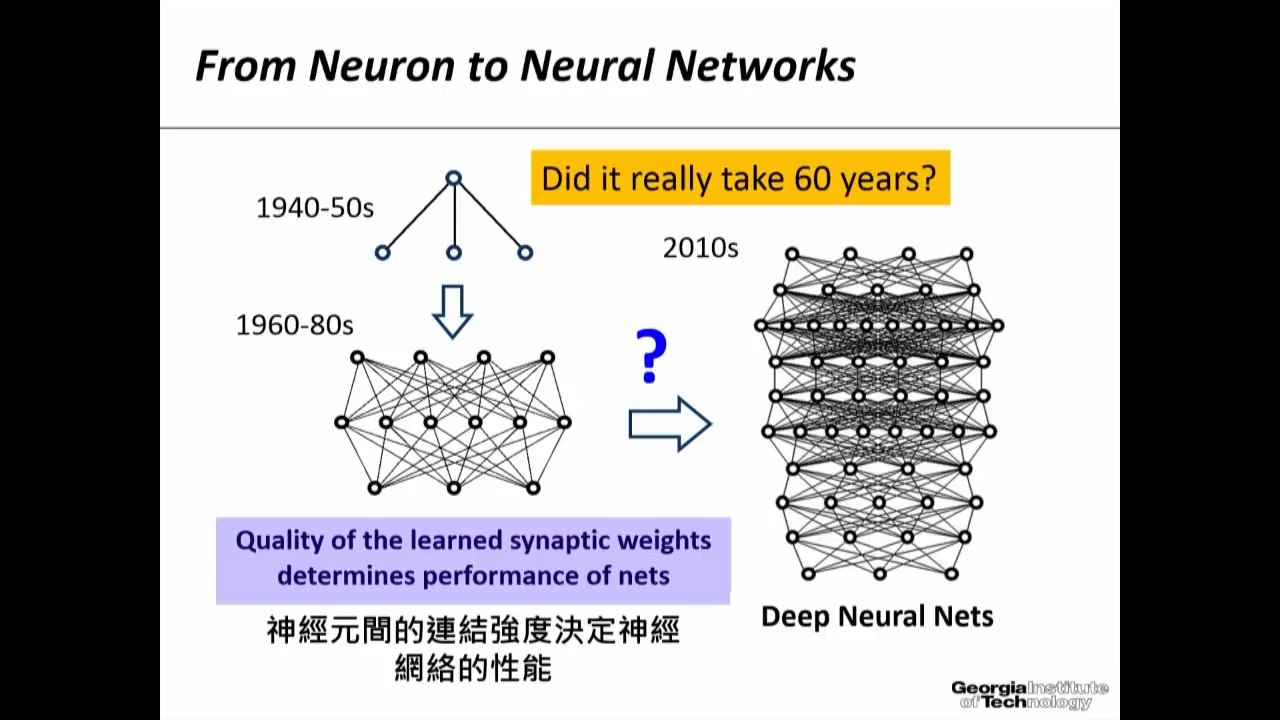 From Neuron to Neural Networks
Did it really take 60 years?
1940-50s
2010s
1960-80s
?
Quality of the learned synaptic weights
determines performance of nets
神經元間的連結強度決定神經
網絡的性能
Deep Neural Nets
Georgia Institute
of Technology